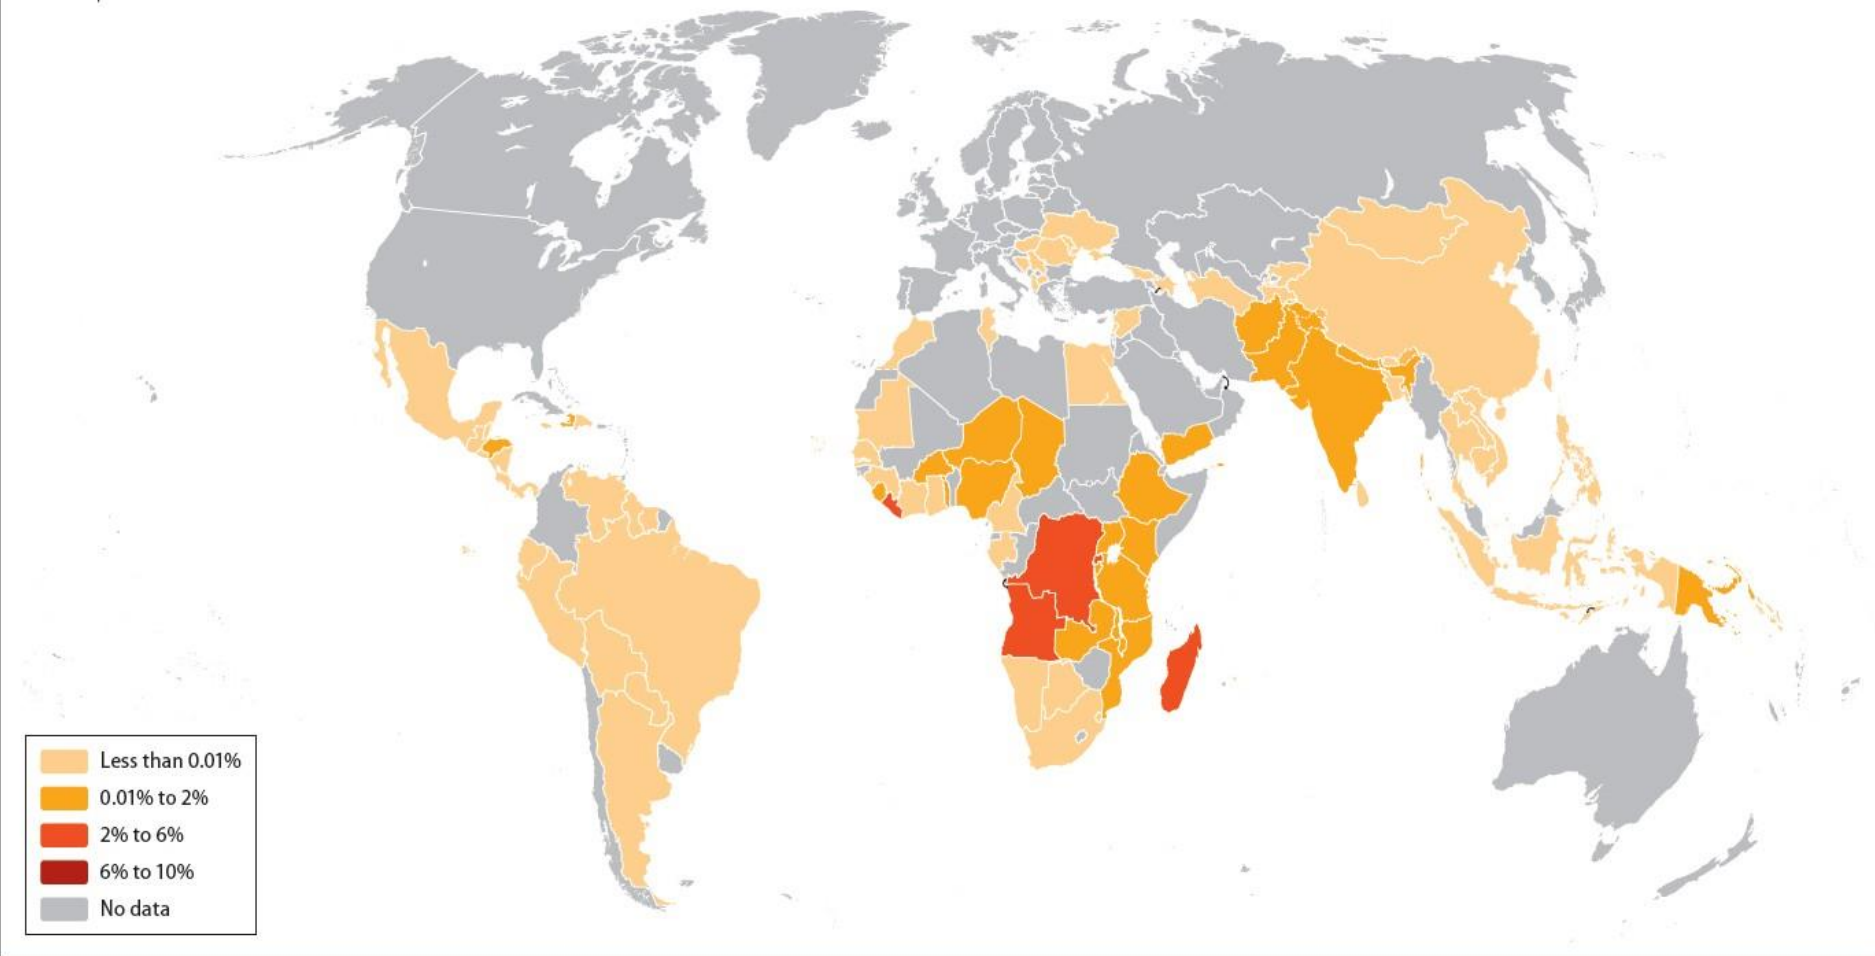 Less than 0.01%
0.01% to 2%
2% to 6%
6% to 10%
No data